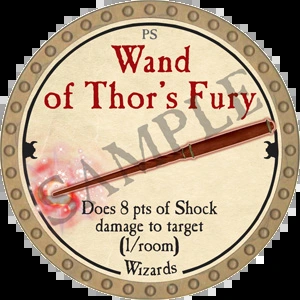 PS
Wand
of Thor's Fury
SAMPLE
Does 8 pts of Shock
damage to target
(1/room)
Wizards